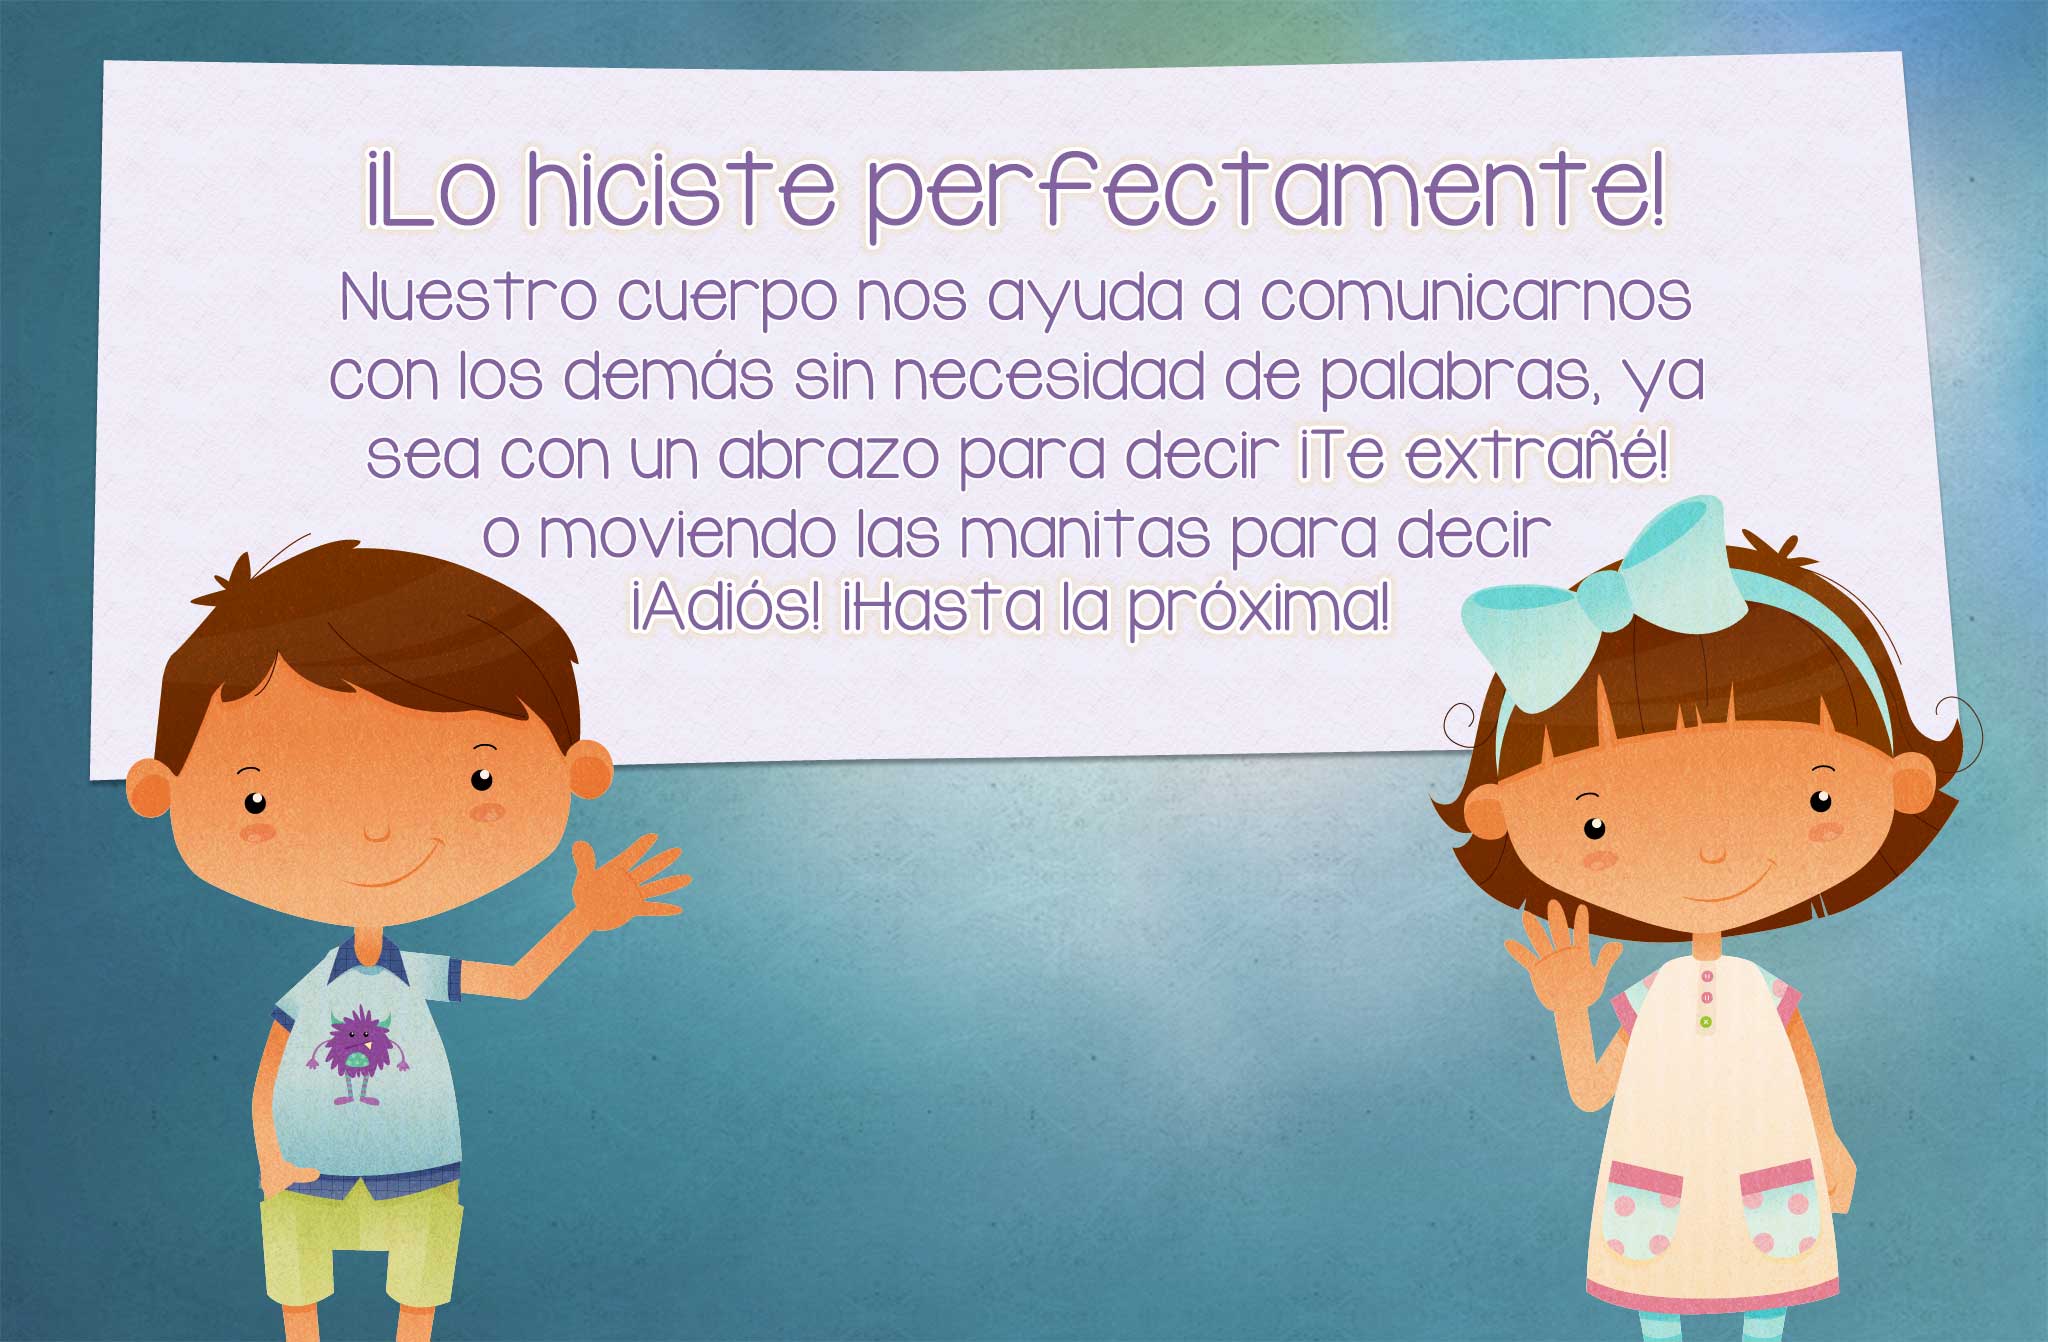 ¡Lo hiciste perfectamente!
Nuestro cuerpo nos ayuda a comunicarnos
con los demás sin necesidad de palabras, ya
sea con un abrazo para decir ¡Te extrañé!
o moviendo las manitas para decir
¡Adiós! ¡Hasta la próxima!